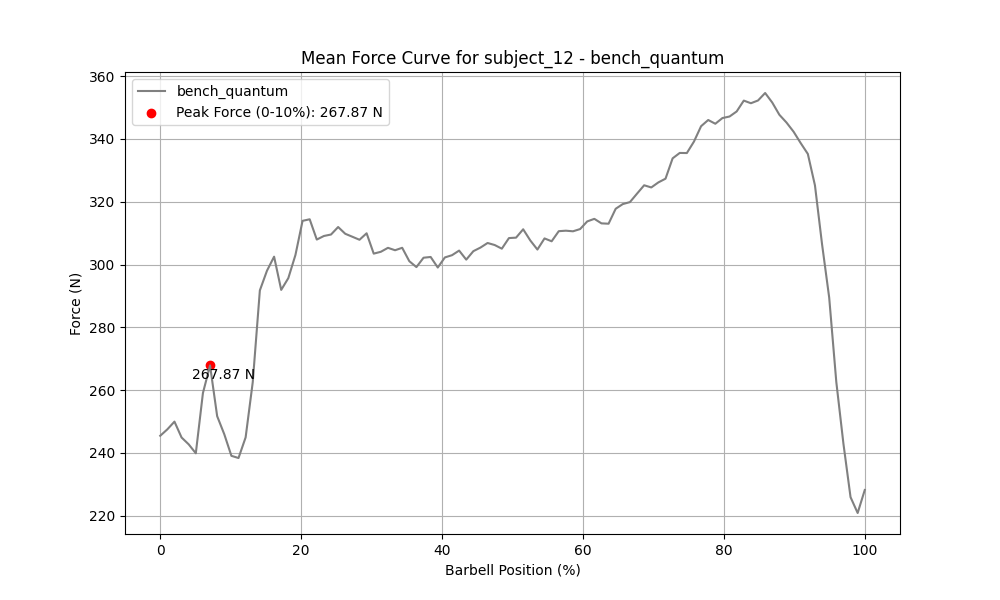 Mean Force Curve for subject_12 - bench_quantum
bench_quantum
Peak Force (0-10%): 267.87 N
360
340
320
300
280
260
240
220
Force (N)
267.87 N
0 20 40 60 80 100
Barbell Position (%)